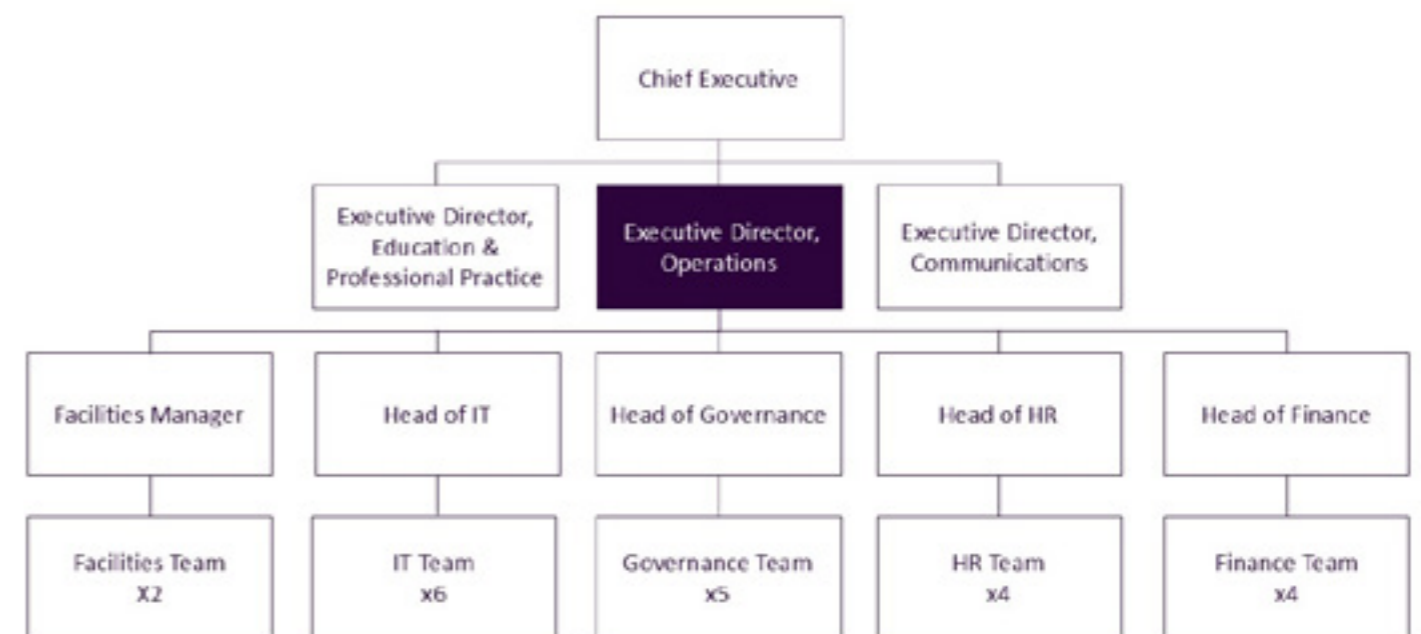 Chief Executive
Executive Director,
Education &
Professional Practice
Executive Director,
Operations
Executive Director,
Communications
Facilities Manager
Head of IT
Head of Governance
Head of HR
Head of Finance
Facilities Team
X2
IT Team
x6
Governance Team
x5
HR Team
x4
Finance Team
x4